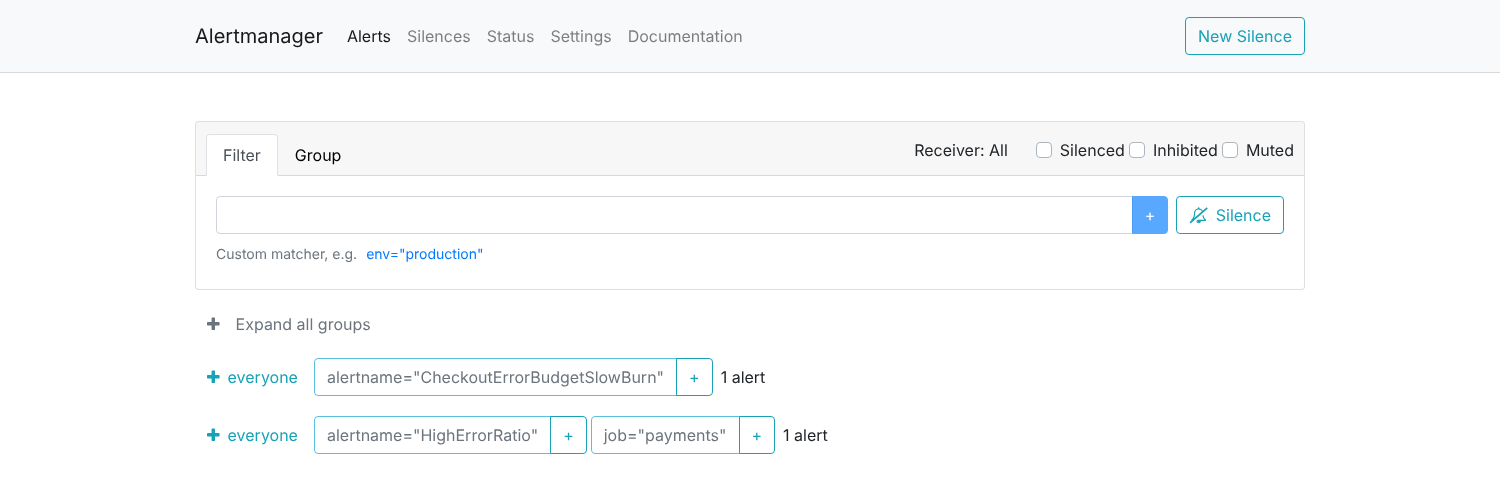 Alertmanager Alerts Silences Status Settings Documentation New Silence
Filter Group Receiver: All Silenced Inhibited Muted
+ Silence
Custom matcher, e.g. env="production"
+ Expand all groups
+ everyone alertname="CheckoutErrorBudgetSlowBurn" + 1 alert
+ everyone alertname="HighErrorRatio" + job="payments" + 1 alert